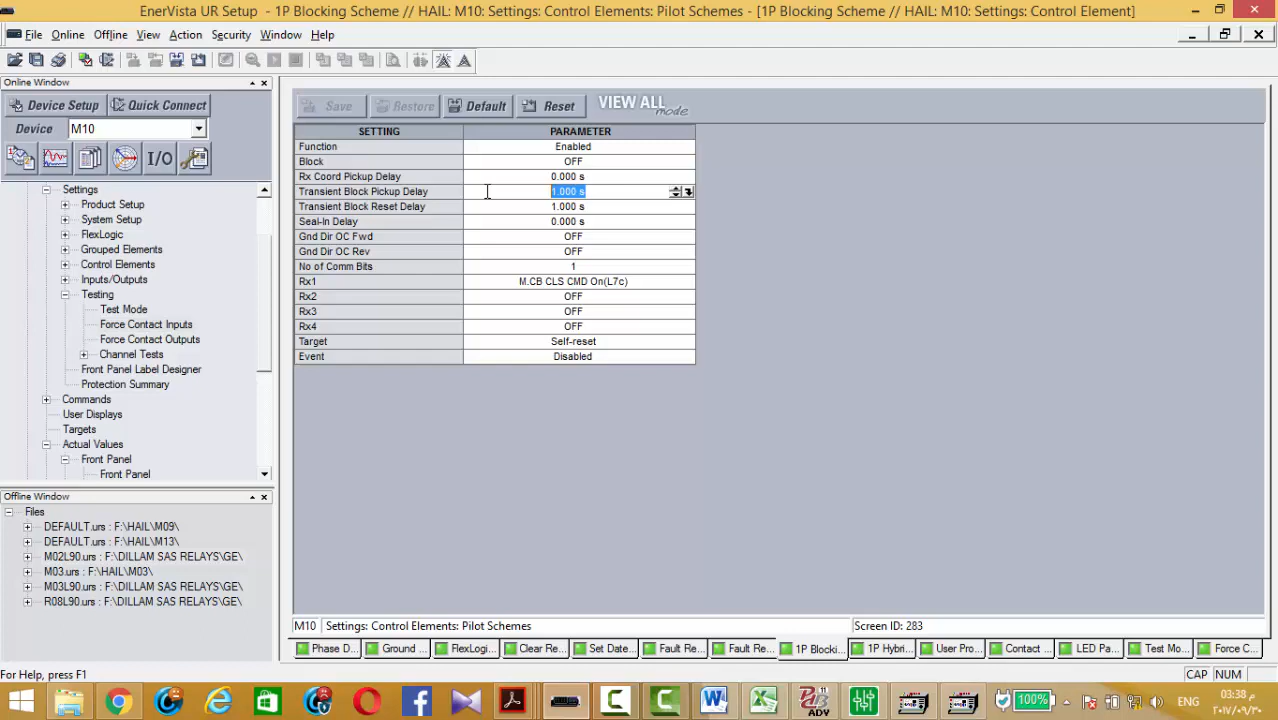 EnerVista UR Setup - 1P Blocking Scheme // HAIL: M10: Settings: Control Elements: Pilot Schemes - [1P Blocking Scheme // HAIL: M10: Settings: Control Element]
File Online Offline View Action Security Window Help
Online Window
Device Setup Quick Connect
Device M10
I/O
Settings
Product Setup
System Setup
FlexLogic
Grouped Elements
Control Elements
Inputs/Outputs
Testing
Test Mode
Force Contact Inputs
Force Contact Outputs
Channel Tests
Front Panel Label Designer
Protection Summary
Commands
User Displays
Targets
Actual Values
Front Panel
Front Panel
Offline Window
Files
DEFAULT.urs : F:\HAIL\M09\
DEFAULT.urs : F:\HAIL\M13\
M02L90.urs : F:\DILLAM SAS RELAYS\GE\
M03.urs : F:\HAIL\M03\
M03L90.urs : F:\DILLAM SAS RELAYS\GE\
R08L90.urs : F:\DILLAM SAS RELAYS\GE\
Save Restore Default Reset VIEW ALL mode
SETTING PARAMETER
Function Enabled
Block OFF
Rx Coord Pickup Delay 0.000 s
Transient Block Pickup Delay 1.000 s
Transient Block Reset Delay 1.000 s
Seal-In Delay 0.000 s
Gnd Dir OC Fwd OFF
Gnd Dir OC Rev OFF
No of Comm Bits 1
Rx1 M.CB CLS CMD On(L7c)
Rx2 OFF
Rx3 OFF
Rx4 OFF
Target Self-reset
Event Disabled
M10 Settings: Control Elements: Pilot Schemes Screen ID: 283
Phase D... Ground ... FlexLogi... Clear Re... Set Date... Fault Re... Fault Re... 1P Blocki... 1P Hybri... User Pro... Contact ... LED Pa... Test Mo... Force C...
For Help, press F1 CAP NUM
ADY
100%
ENG
03:38 م
٢٠١٧/٠٩/٣٠